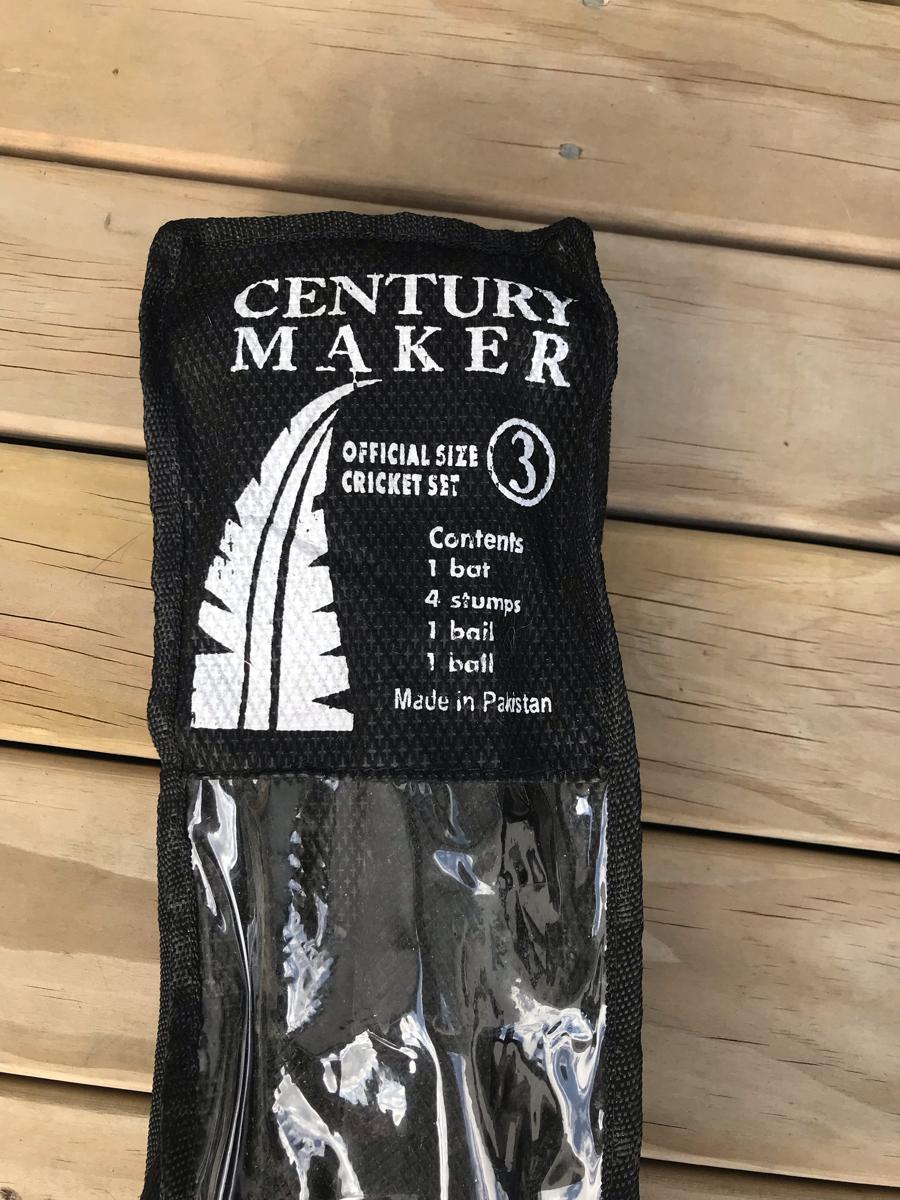 CENTURY
MAKER
OFFICIAL SIZE 3
CRICKET SET
Contents
1 bat
4 stumps
1 bail
1 ball
Made in Pakistan